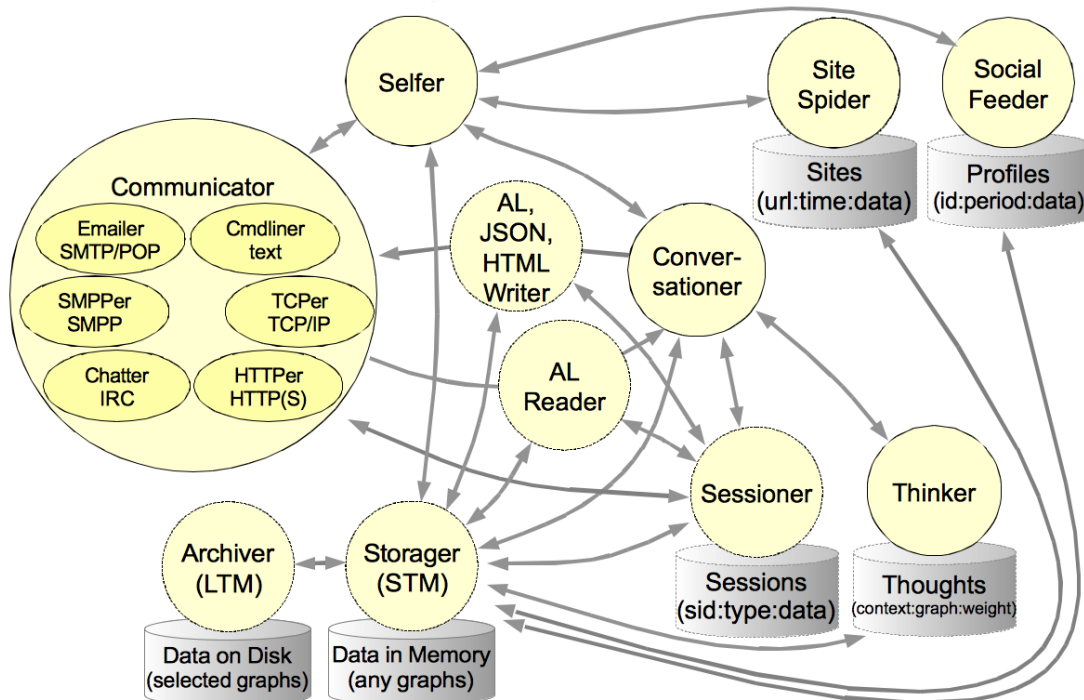 Selfer
Site
Spider
Social
Feeder
Sites
(url:time:data)
Profiles
(id:period:data)
Communicator
Emailer
SMTP/POP
Cmdliner
text
SMPPer
SMPP
TCPer
TCP/IP
Chatter
IRC
HTTPer
HTTP(S)
AL,
JSON,
HTML
Writer
Conver-
sationer
AL
Reader
Sessioner
Thinker
Sessions
(sid:type:data)
Thoughts
(context:graph:weight)
Archiver
(LTM)
Storager
(STM)
Data on Disk
(selected graphs)
Data in Memory
(any graphs)